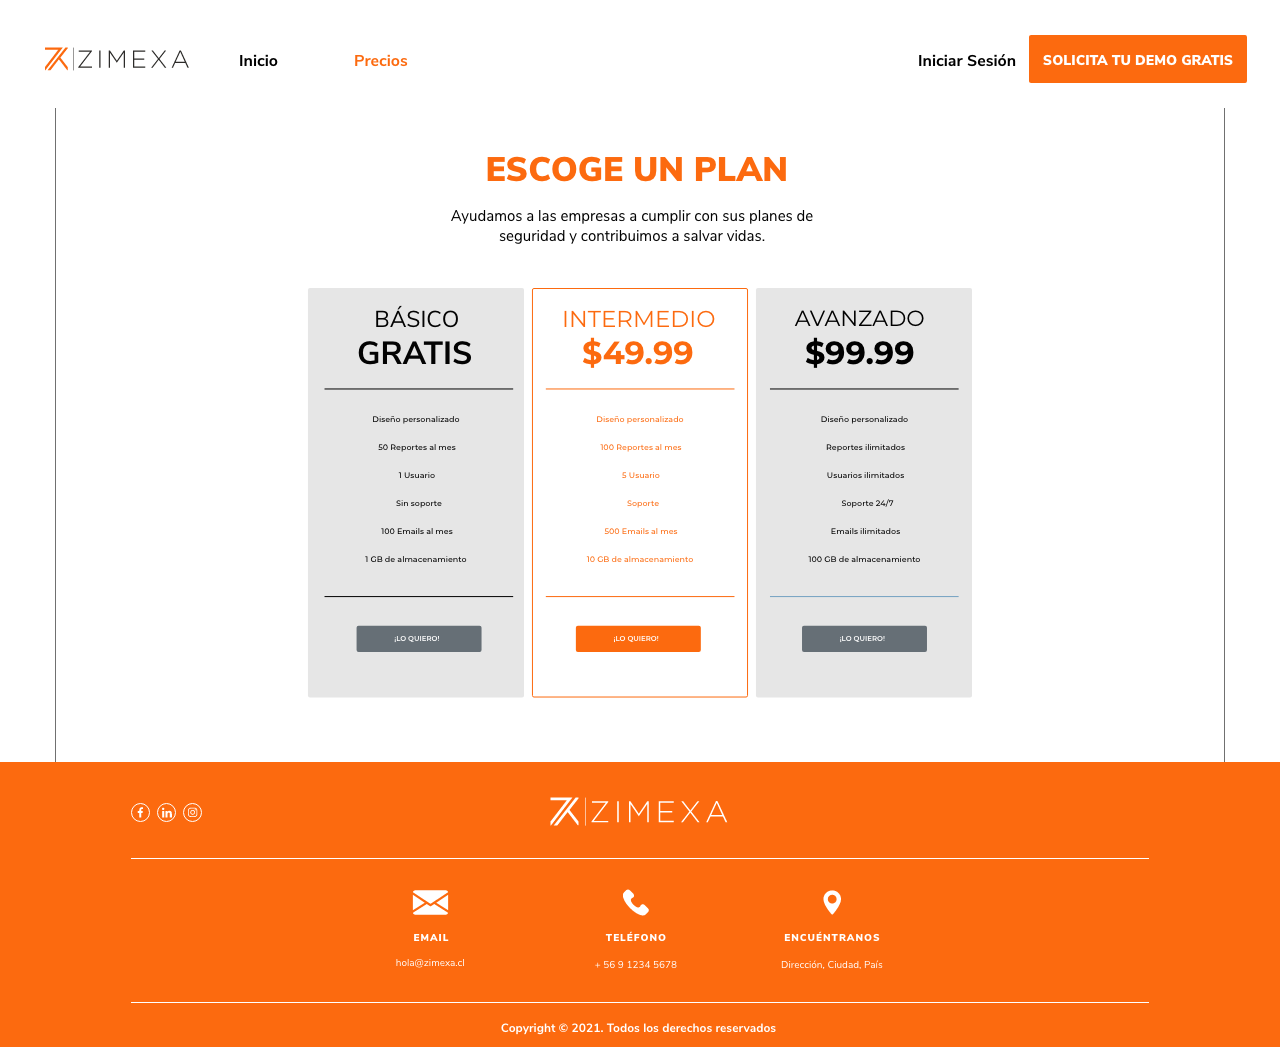 ZIMEXA
Inicio
Precios
Iniciar Sesión
SOLICITA TU DEMO GRATIS
ESCOGE UN PLAN
Ayudamos a las empresas a cumplir con sus planes de
seguridad y contribuimos a salvar vidas.
BÁSICO
GRATIS
Diseño personalizado
50 Reportes al mes
1 Usuario
Sin soporte
100 Emails al mes
1 GB de almacenamiento
¡LO QUIERO!
INTERMEDIO
$49.99
Diseño personalizado
100 Reportes al mes
5 Usuario
Soporte
500 Emails al mes
10 GB de almacenamiento
¡LO QUIERO!
AVANZADO
$99.99
Diseño personalizado
Reportes ilimitados
Usuarios ilimitados
Soporte 24/7
Emails ilimitados
100 GB de almacenamiento
¡LO QUIERO!
ZIMEXA
EMAIL
hola@zimexa.cl
TELÉFONO
+ 56 9 1234 5678
ENCUÉNTRANOS
Dirección, Ciudad, País
Copyright © 2021. Todos los derechos reservados